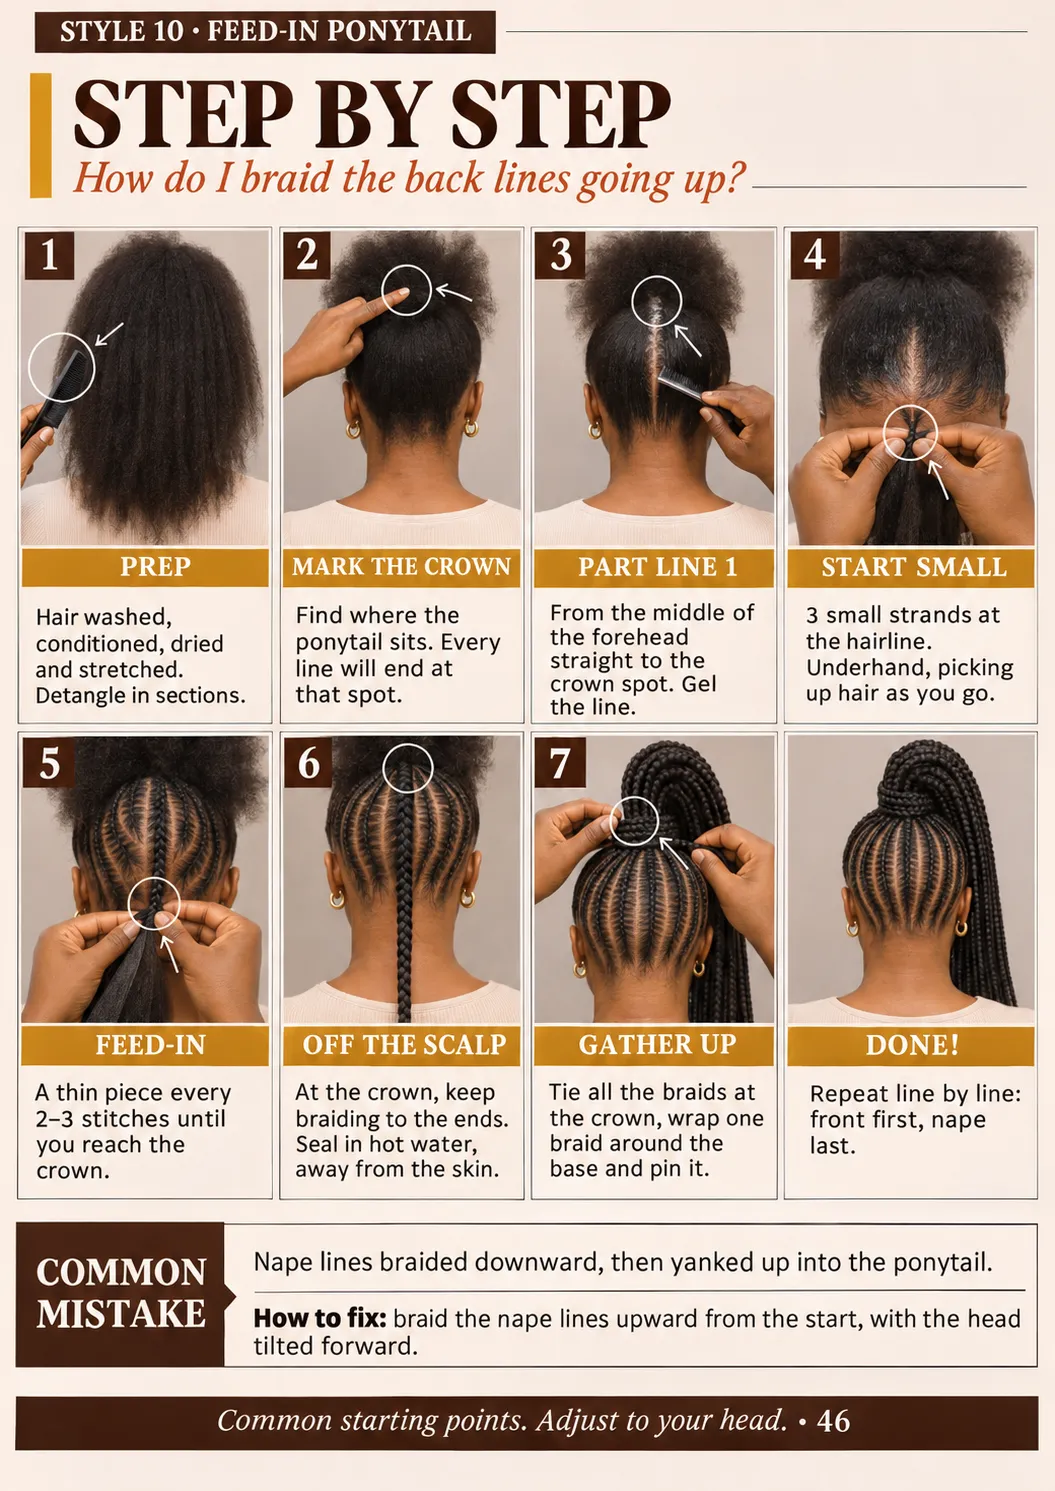 STYLE 10 • FEED-IN PONYTAIL
STEP BY STEP
How do I braid the back lines going up?
1
PREP
Hair washed,
conditioned, dried
and stretched.
Detangle in sections.
2
MARK THE CROWN
Find where the
ponytail sits. Every
line will end at
that spot.
3
PART LINE 1
From the middle of
the forehead
straight to the
crown spot. Gel
the line.
4
START SMALL
3 small strands at
the hairline.
Underhand, picking
up hair as you go.
5
FEED-IN
A thin piece every
2–3 stitches until
you reach the
crown.
6
OFF THE SCALP
At the crown, keep
braiding to the ends.
Seal in hot water,
away from the skin.
7
GATHER UP
Tie all the braids at
the crown, wrap one
braid around the
base and pin it.
DONE!
Repeat line by line:
front first, nape
last.
COMMON
MISTAKE
Nape lines braided downward, then yanked up into the ponytail.
How to fix: braid the nape lines upward from the start, with the head
tilted forward.
Common starting points. Adjust to your head. • 46